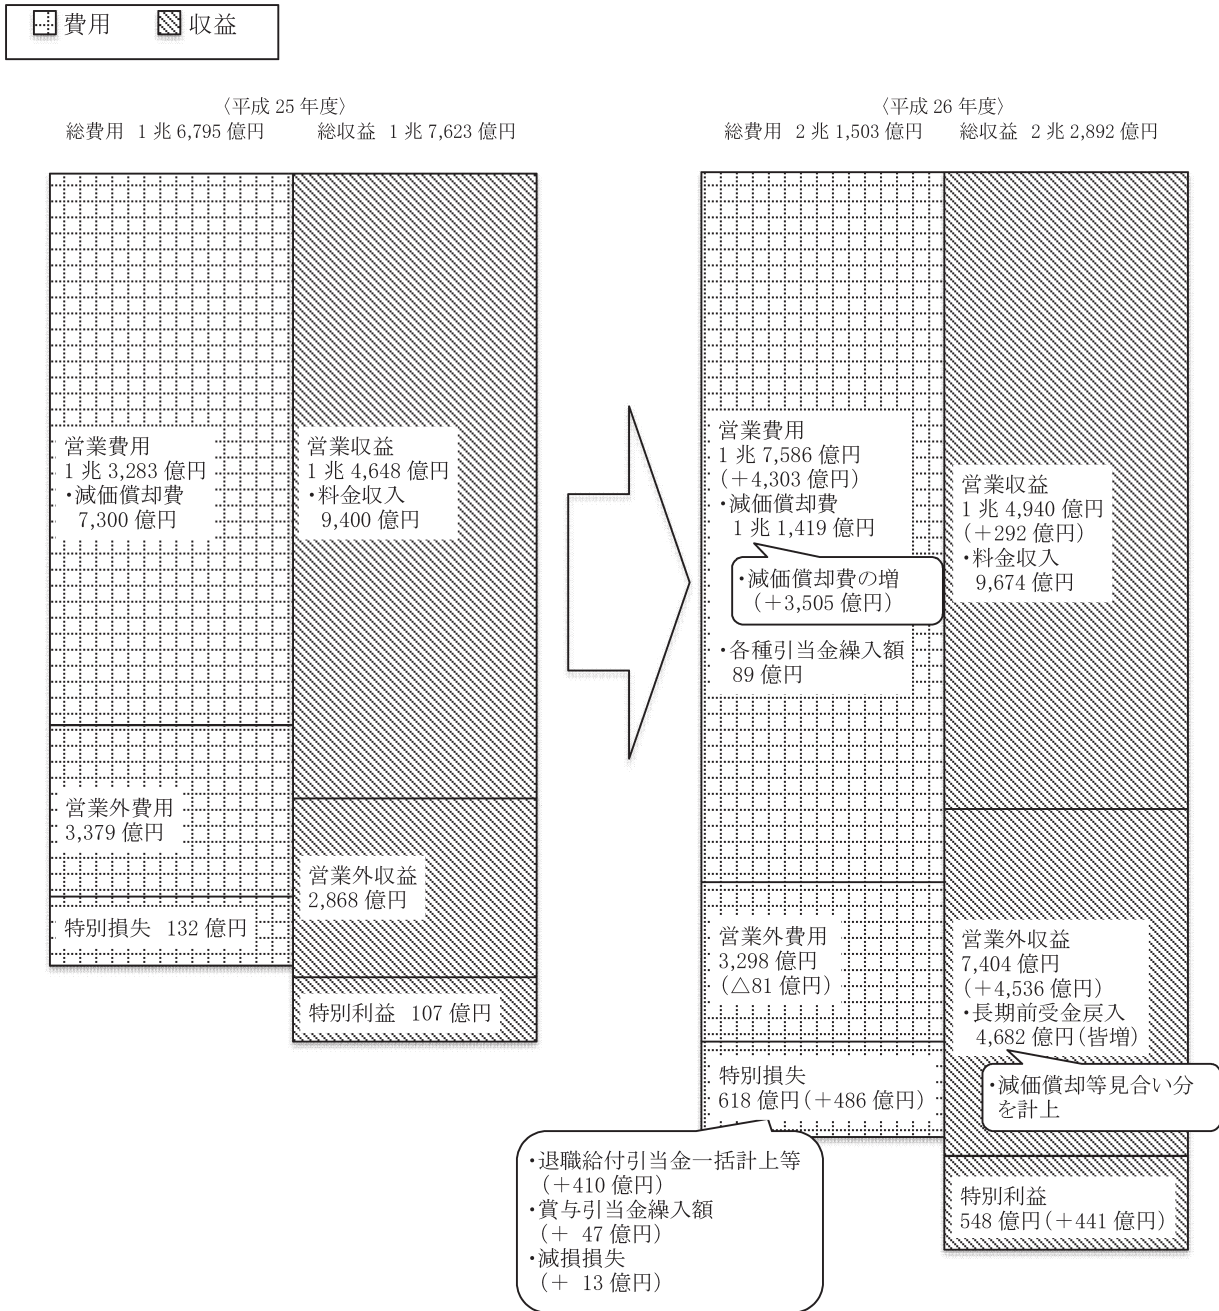 費用 収益
〈平成 25 年度〉
総費用 1 兆 6,795 億円 総収益 1 兆 7,623 億円
営業費用
1 兆 3,283 億円
・減価償却費
7,300 億円
営業収益
1 兆 4,648 億円
・料金収入
9,400 億円
営業外費用
3,379 億円
営業外収益
2,868 億円
特別損失 132 億円
特別利益 107 億円
〈平成 26 年度〉
総費用 2 兆 1,503 億円 総収益 2 兆 2,892 億円
営業費用
1 兆 7,586 億円
(+4,303 億円)
・減価償却費
1 兆 1,419 億円
・減価償却費の増
(+3,505 億円)
・各種引当金繰入額
89 億円
営業収益
1 兆 4,940 億円
(+292 億円)
・料金収入
9,674 億円
営業外費用
3,298 億円
(△81 億円)
営業外収益
7,404 億円
(+4,536 億円)
・長期前受金戻入
4,682 億円(皆増)
・減価償却等見合い分
を計上
特別損失
618 億円(+486 億円)
・退職給付引当金一括計上等
(+410 億円)
・賞与引当金繰入額
(+ 47 億円)
・減損損失
(+ 13 億円)
特別利益
548 億円(+441 億円)